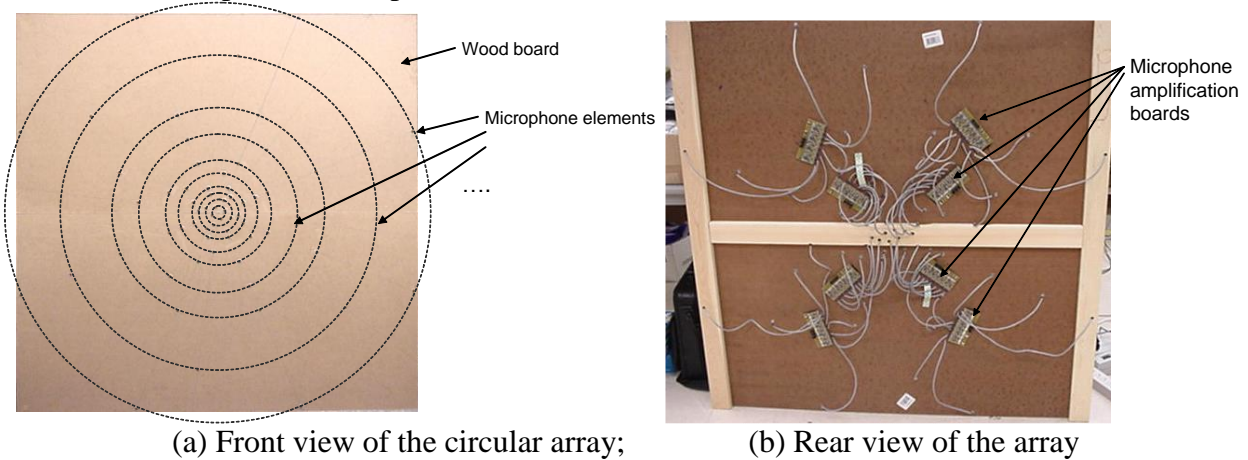 Wood board
Microphone elements
....
Microphone
amplification
boards
(a) Front view of the circular array;
(b) Rear view of the array